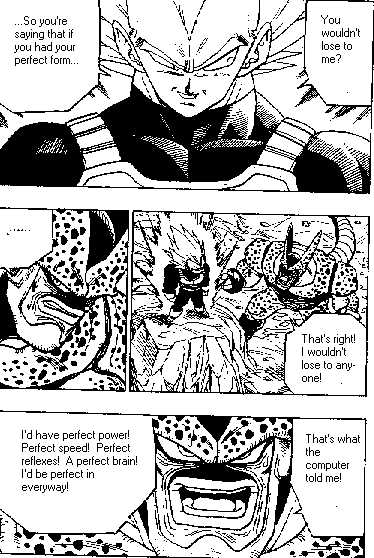 You
wouldn't
lose to
me?
...So you're
saying that if
you had your
perfect form...
........
That's right!
I wouldn't
lose to any-
one!
That's what
the
computer
told me!
I'd have perfect power!
Perfect speed!  Perfect
reflexes!  A perfect brain!
I'd be perfect in
everyway!